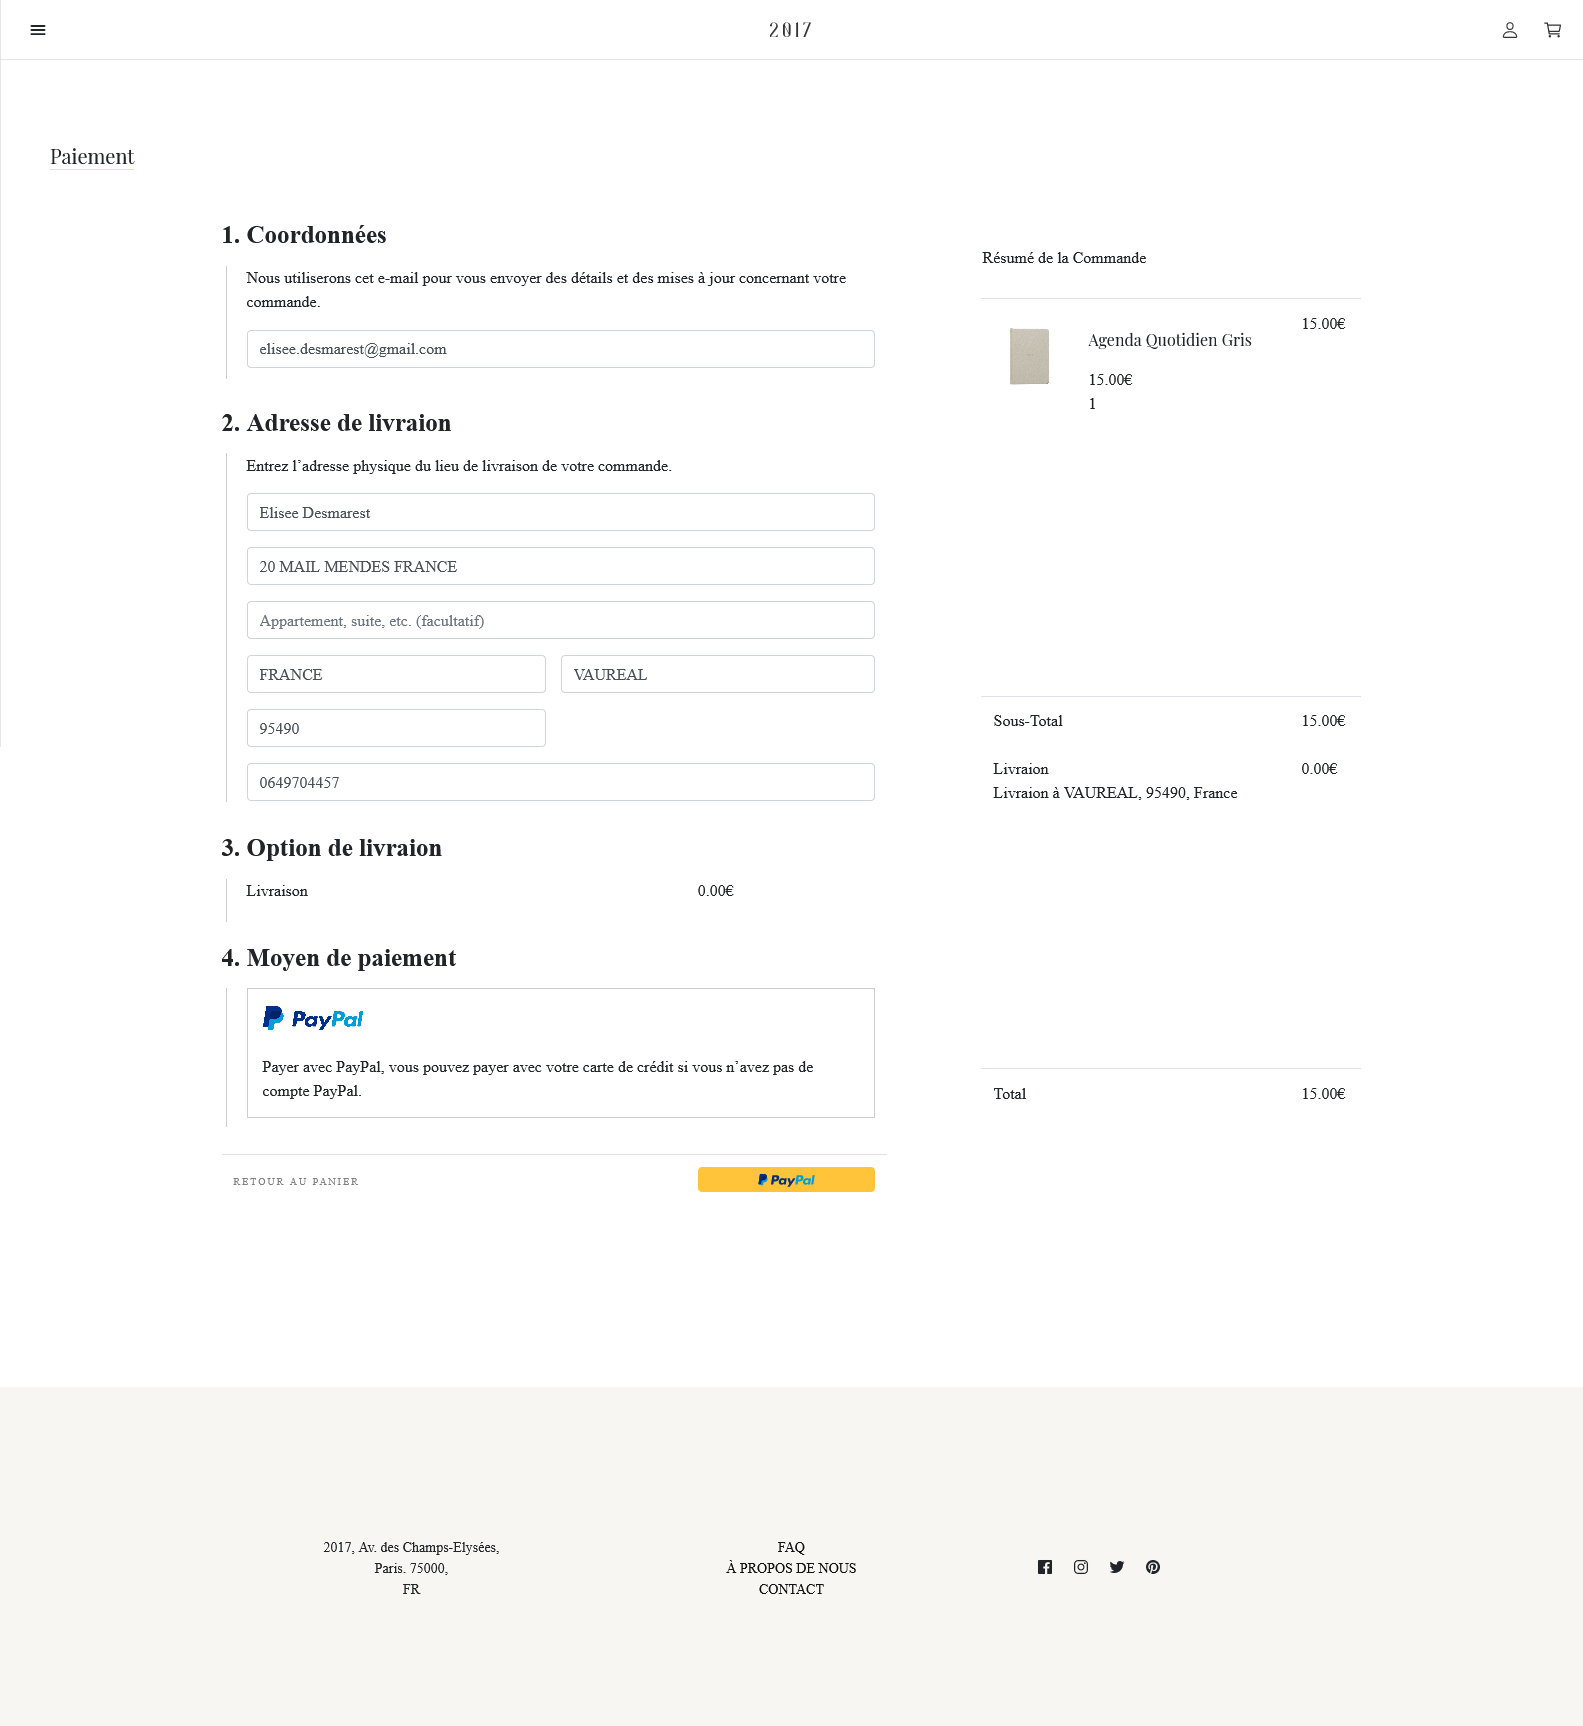 2017
Paiement
1. Coordonnées
Nous utiliserons cet e-mail pour vous envoyer des détails et des mises à jour concernant votre
commande.
elisee.desmarest@gmail.com
2. Adresse de livraion
Entrez l'adresse physique du lieu de livraison de votre commande.
Elisee Desmarest
20 MAIL MENDES FRANCE
Appartement, suite, etc. (facultatif)
FRANCE
VAUREAL
95490
0649704457
3. Option de livraion
Livraison 0.00€
4. Moyen de paiement
PayPal
Payer avec PayPal, vous pouvez payer avec votre carte de crédit si vous n'avez pas de
compte PayPal.
RETOUR AU PANIER
PayPal
Résumé de la Commande
Agenda Quotidien Gris
15.00€
15.00€
1
Sous-Total 15.00€
Livraion 0.00€
Livraion à VAUREAL, 95490, France
Total 15.00€
2017, Av. des Champs-Elysées,
Paris. 75000,
FR
FAQ
À PROPOS DE NOUS
CONTACT